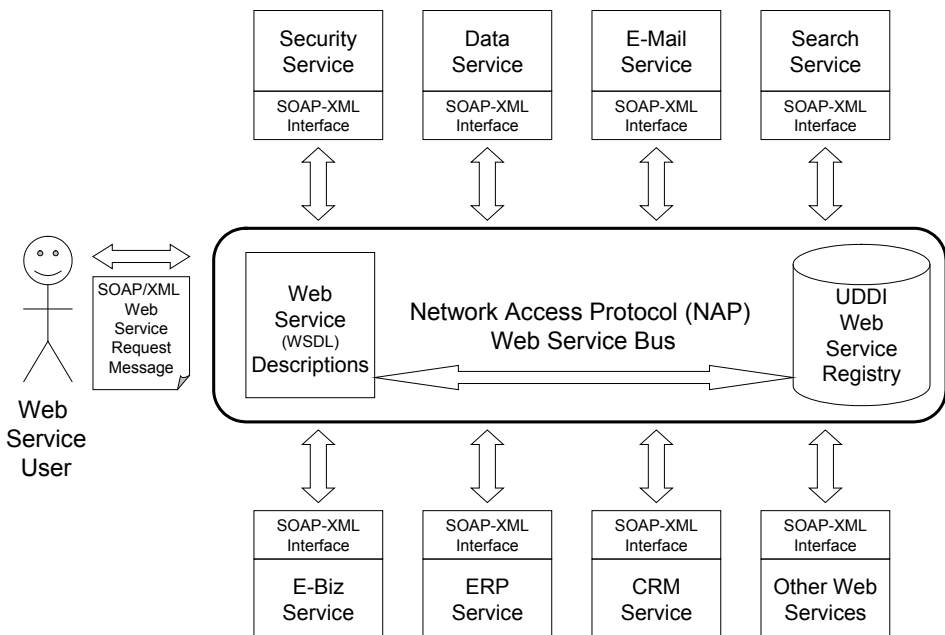 Security
Service
SOAP-XML
Interface
Data
Service
SOAP-XML
Interface
E-Mail
Service
SOAP-XML
Interface
Search
Service
SOAP-XML
Interface
SOAP/XML
Web
Service
Request
Message
Web
Service
User
Web
Service
(WSDL)
Descriptions
Network Access Protocol (NAP)
Web Service Bus
UDDI
Web
Service
Registry
SOAP-XML
Interface
E-Biz
Service
SOAP-XML
Interface
ERP
Service
SOAP-XML
Interface
CRM
Service
SOAP-XML
Interface
Other Web
Services